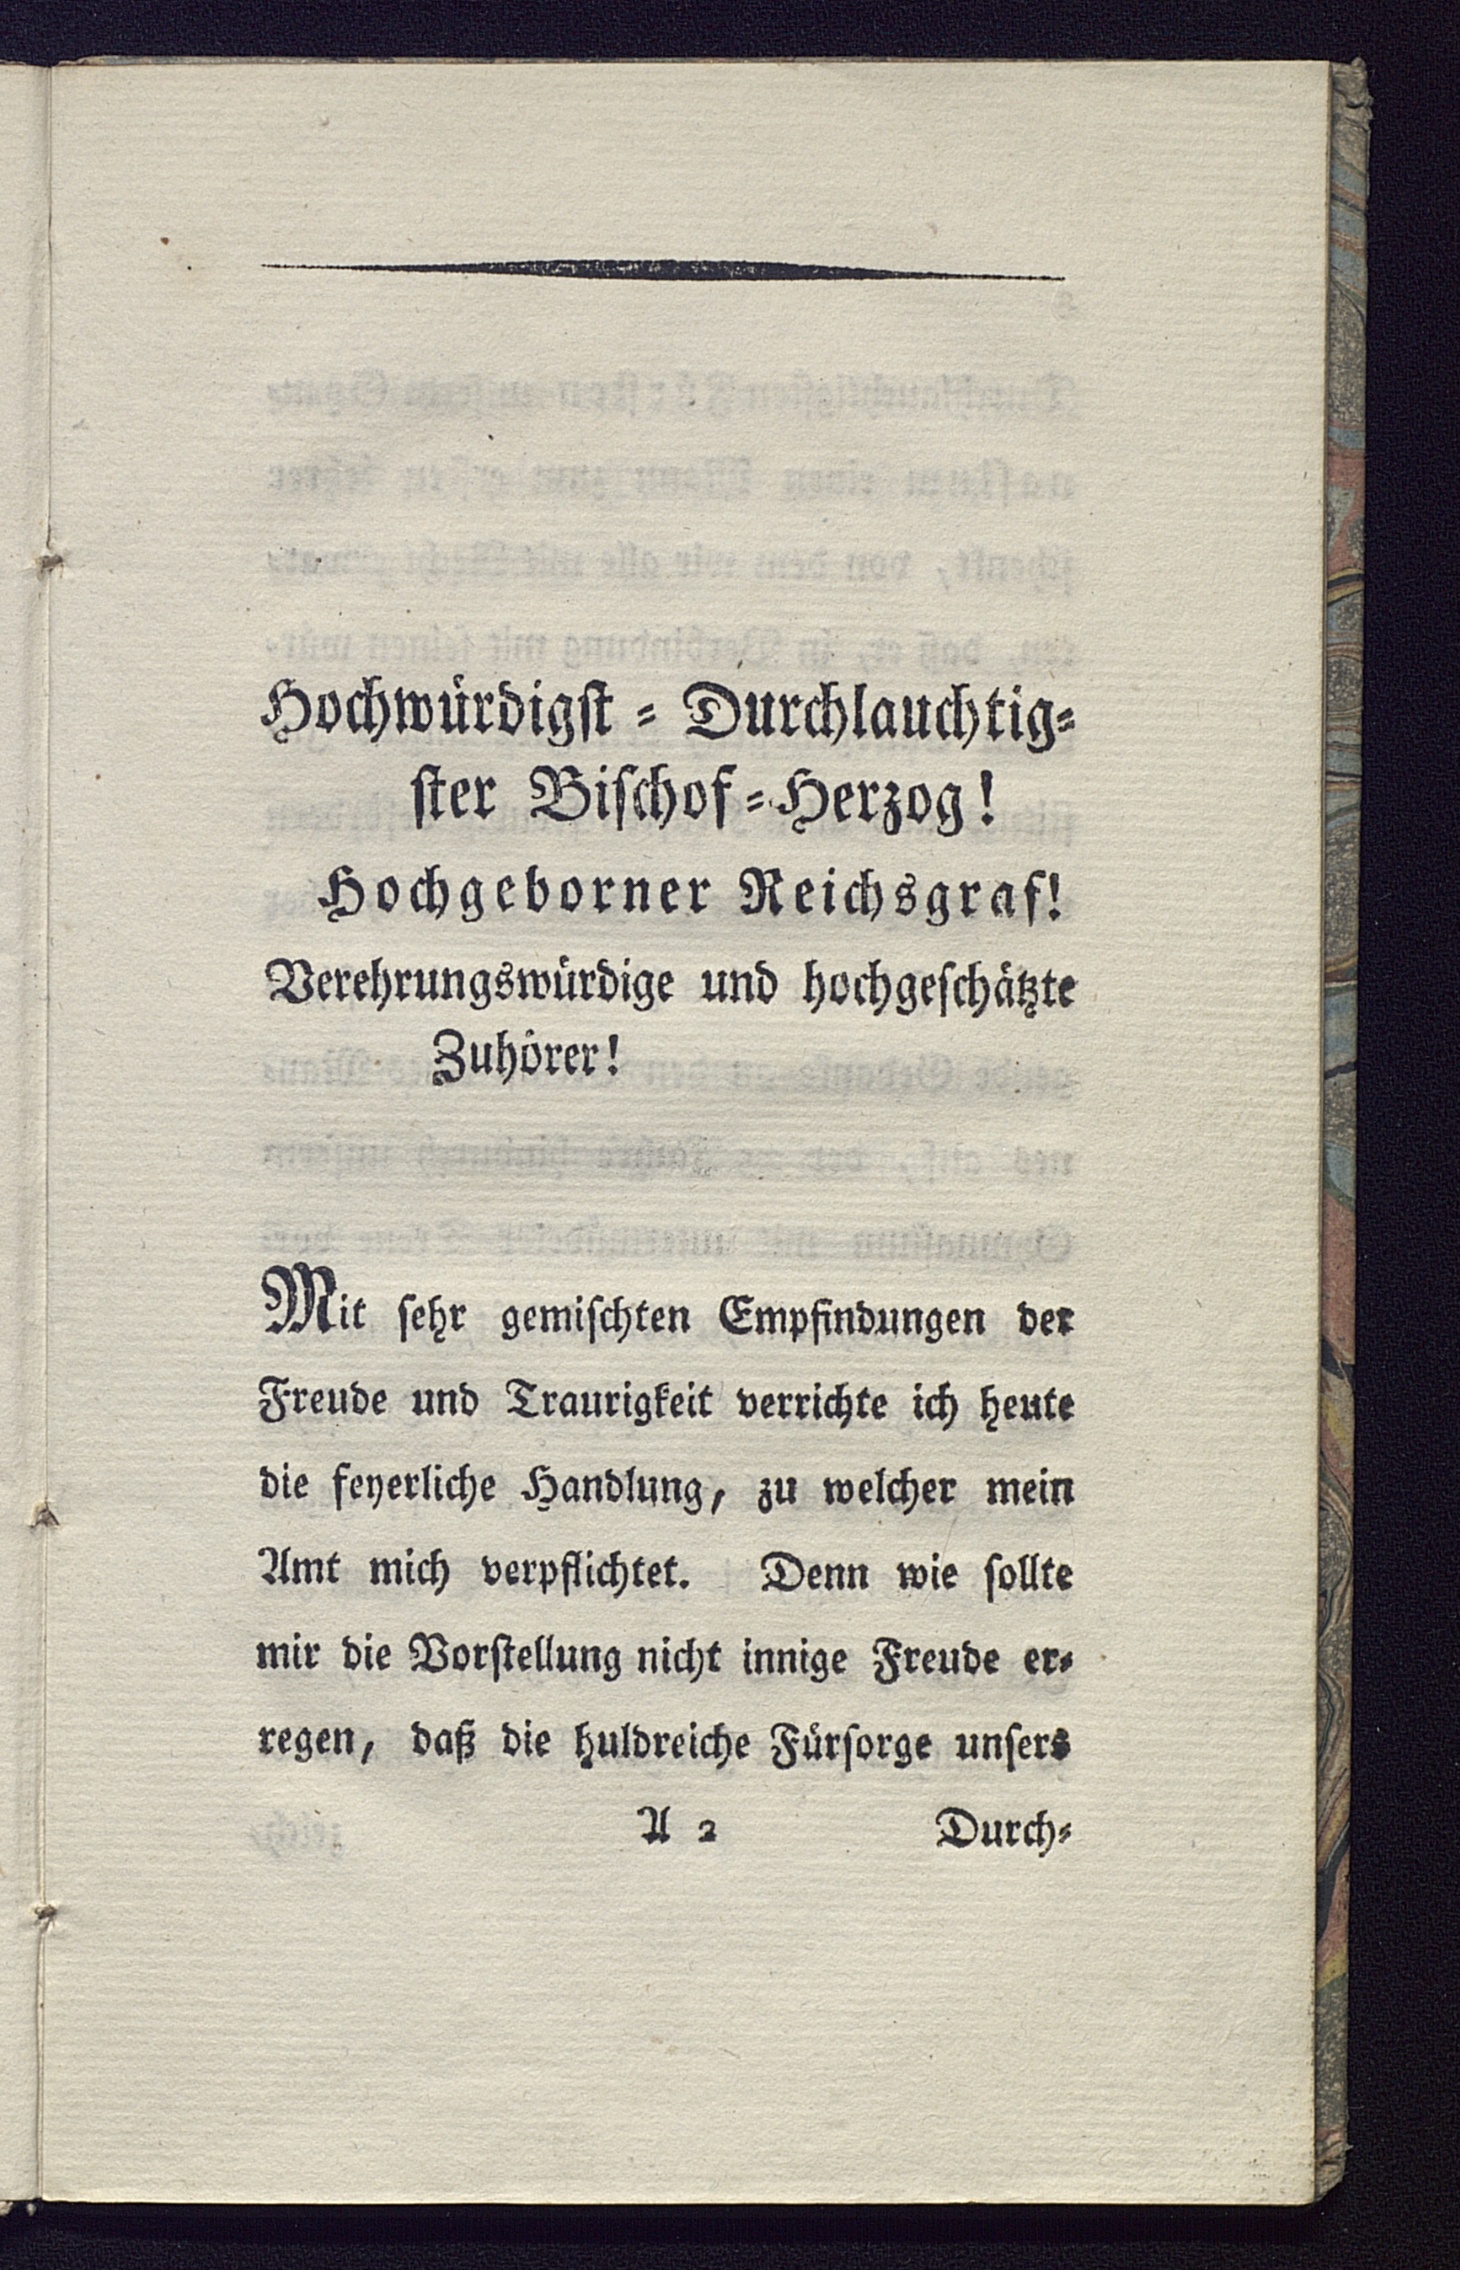 Hochwürdigst-Durchlauchtig-
ster Bischof-Herzog!
Hochgeborner Reichsgraf!
Verehrungswürdige und hochgeschätzte
Zuhörer!
Mit sehr gemischten Empfindungen der
Freude und Traurigkeit verrichte ich heute
die feyerliche Handlung, zu welcher mein
Amt mich verpflichtet. Denn wie sollte
mir die Vorstellung nicht innige Freude er-
regen, daß die huldreiche Fürsorge unsers
A 2 Durch-